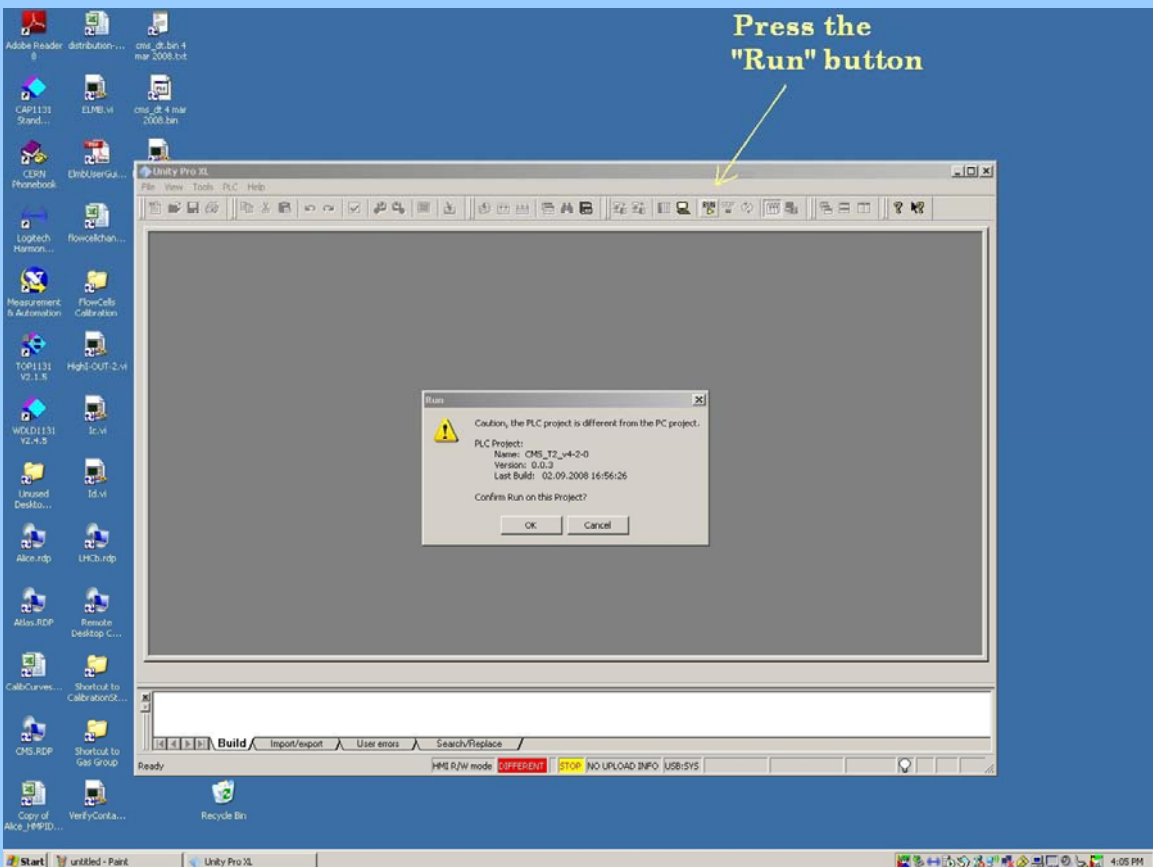 Press the
"Run" button
Adobe Reader
8
distribution-...
cms_dt.bin 4
mar 2008.txt
CAP1131
Stand...
ELMB.vi
cms_dt 4 mar
2008.bin
CERN
Phonebook
ElmbUserGui...
Logitech
Harmon...
flowcellchan...
Measurement
& Automation
FlowCells
Calibration
TOP1131
V2.1.5
HighI-OUT-2.vi
WDLD1131
V2.4.5
Ic.vi
Unused
Deskto...
Id.vi
Alice.rdp
LHCb.rdp
Atlas.RDP
Remote
Desktop C...
CalibCurves...
Shortcut to
CalibrationSt...
CMS.RDP
Shortcut to
Gas Group
Copy of
Alice_HMPID...
VerifyConta...
Recycle Bin
Unity Pro XL
File View Tools PLC Help
Run
Caution, the PLC project is different from the PC project.
PLC Project:
Name: CMS_T2_v4-2-0
Version: 0.0.3
Last Build: 02.09.2008 16:56:26
Confirm Run on this Project?
OK Cancel
Build Import/export User errors Search/Replace
Ready HMI R/W mode DIFFERENT STOP NO UPLOAD INFO USB:SYS
Start untitled - Paint Unity Pro XL 4:05 PM